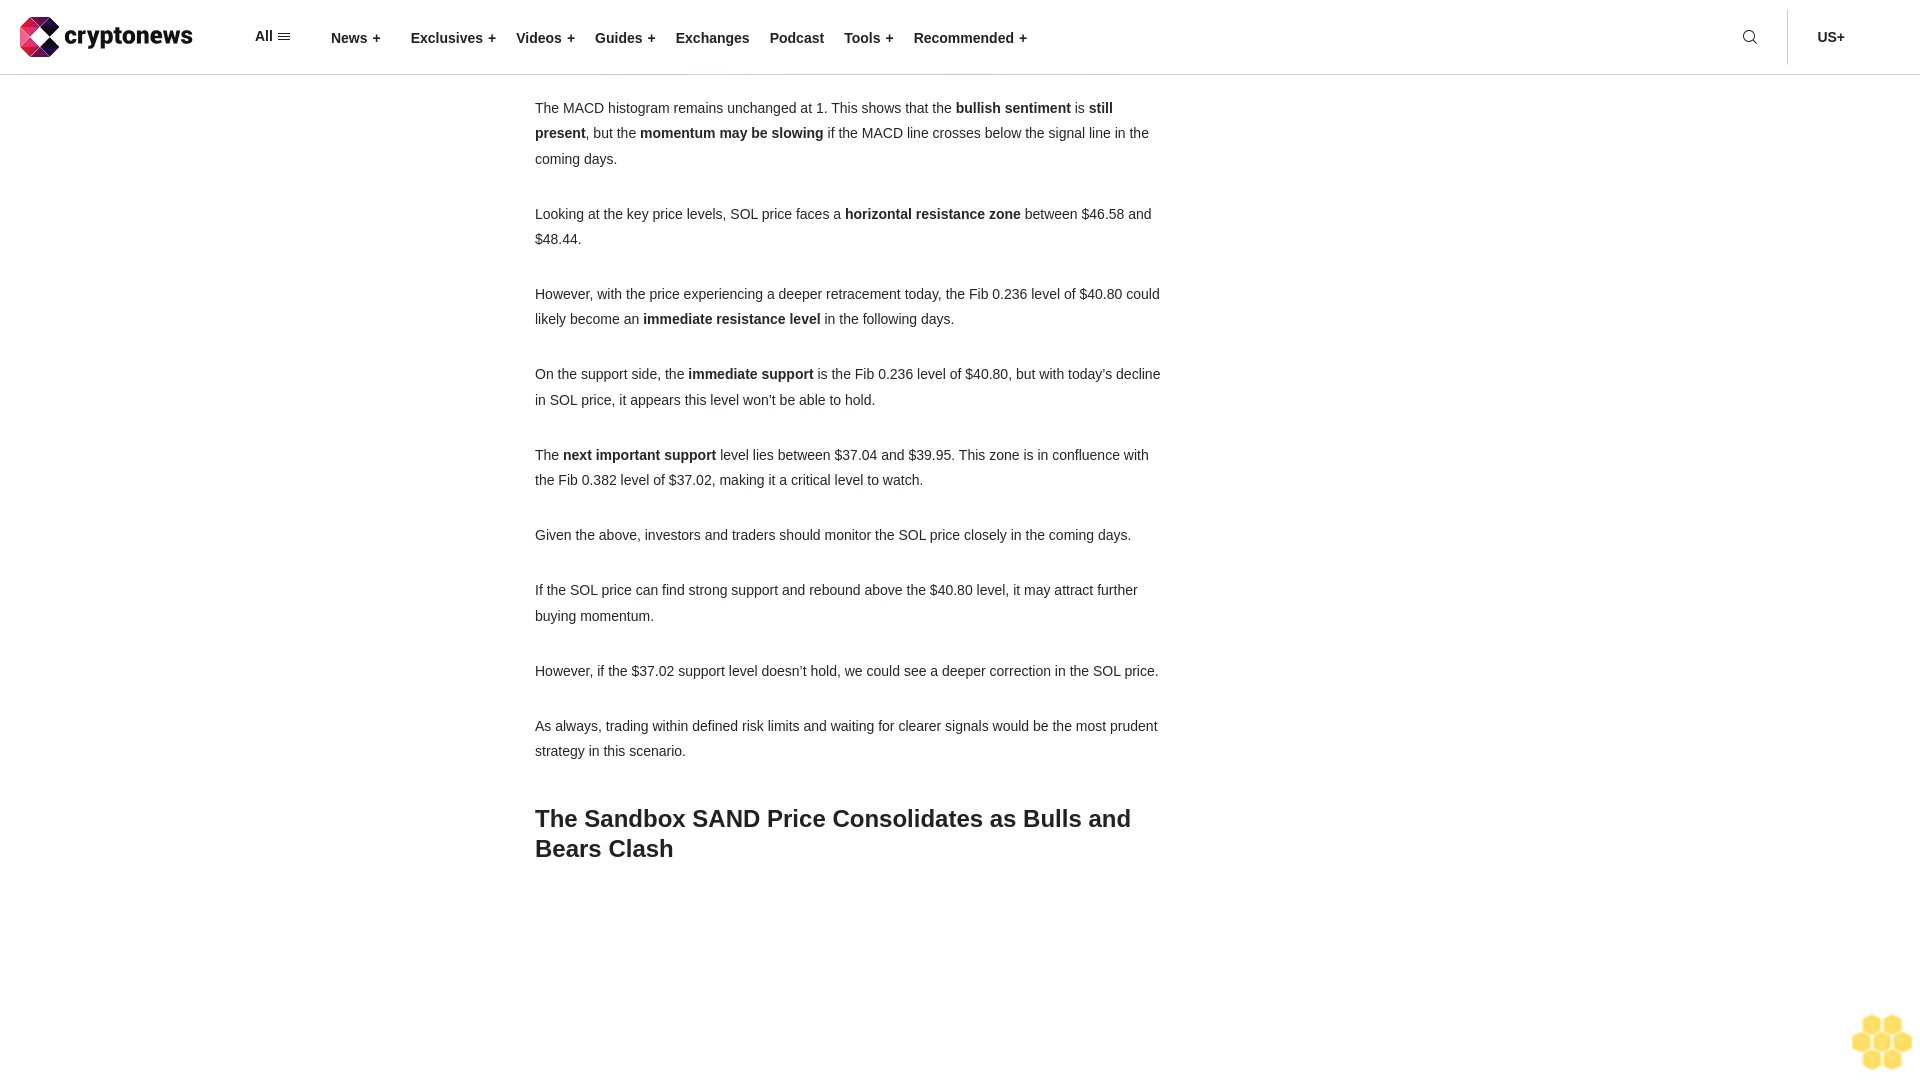 cryptonews All News + Exclusives + Videos + Guides + Exchanges Podcast Tools + Recommended + US+
The MACD histogram remains unchanged at 1. This shows that the bullish sentiment is still
present, but the momentum may be slowing if the MACD line crosses below the signal line in the
coming days.
Looking at the key price levels, SOL price faces a horizontal resistance zone between $46.58 and
$48.44.
However, with the price experiencing a deeper retracement today, the Fib 0.236 level of $40.80 could
likely become an immediate resistance level in the following days.
On the support side, the immediate support is the Fib 0.236 level of $40.80, but with today’s decline
in SOL price, it appears this level won’t be able to hold.
The next important support level lies between $37.04 and $39.95. This zone is in confluence with
the Fib 0.382 level of $37.02, making it a critical level to watch.
Given the above, investors and traders should monitor the SOL price closely in the coming days.
If the SOL price can find strong support and rebound above the $40.80 level, it may attract further
buying momentum.
However, if the $37.02 support level doesn’t hold, we could see a deeper correction in the SOL price.
As always, trading within defined risk limits and waiting for clearer signals would be the most prudent
strategy in this scenario.
The Sandbox SAND Price Consolidates as Bulls and
Bears Clash